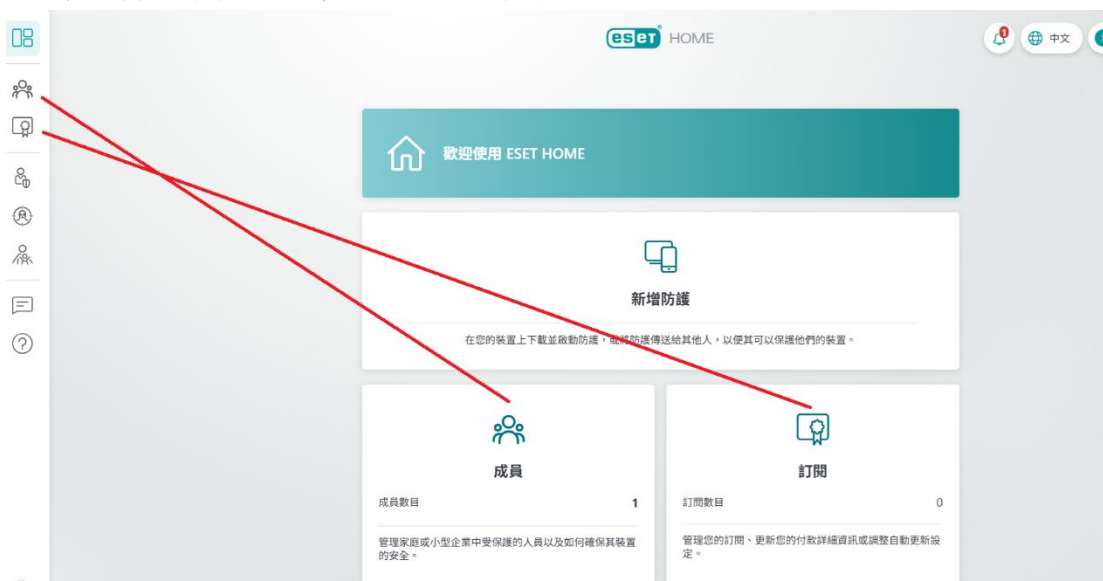 eset HOME
1
中文
歡迎使用 ESET HOME
新增防護
在您的裝置上下載並啟動防護，或將防護傳送給其他人，以便其可以保護他們的裝置。
成員
成員數目 1
管理家庭或小型企業中受保護的人員以及如何確保其裝置
的安全。
訂閱
訂閱數目 0
管理您的訂閱、更新您的付款詳細資訊或調整自動更新設
定。